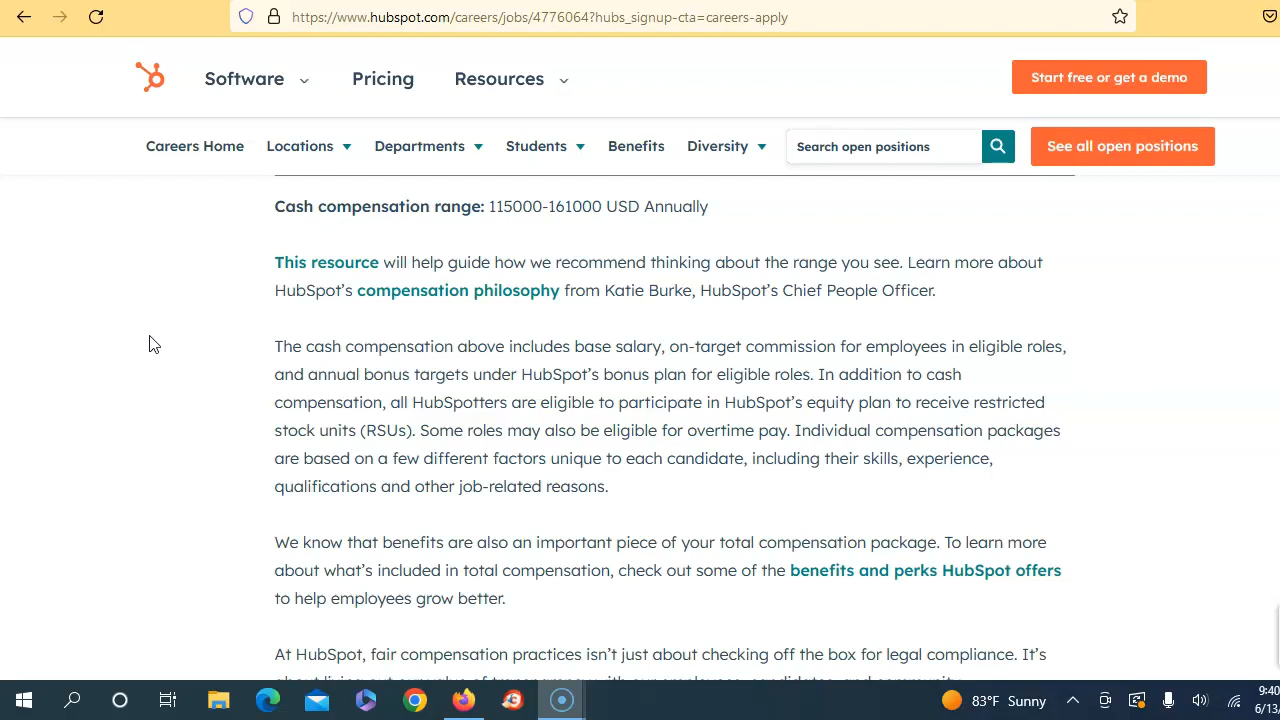 https://www.hubspot.com/careers/jobs/4776064?hubs_signup-cta=careers-apply
Software Pricing Resources Start free or get a demo
Careers Home Locations Departments Students Benefits Diversity Search open positions See all open positions
Cash compensation range: 115000-161000 USD Annually
This resource will help guide how we recommend thinking about the range you see. Learn more about
HubSpot's compensation philosophy from Katie Burke, HubSpot's Chief People Officer.
The cash compensation above includes base salary, on-target commission for employees in eligible roles,
and annual bonus targets under HubSpot's bonus plan for eligible roles. In addition to cash
compensation, all HubSpotters are eligible to participate in HubSpot's equity plan to receive restricted
stock units (RSUs). Some roles may also be eligible for overtime pay. Individual compensation packages
are based on a few different factors unique to each candidate, including their skills, experience,
qualifications and other job-related reasons.
We know that benefits are also an important piece of your total compensation package. To learn more
about what's included in total compensation, check out some of the benefits and perks HubSpot offers
to help employees grow better.
At HubSpot, fair compensation practices isn't just about checking off the box for legal compliance. It's
83°F Sunny
9:40
6/13